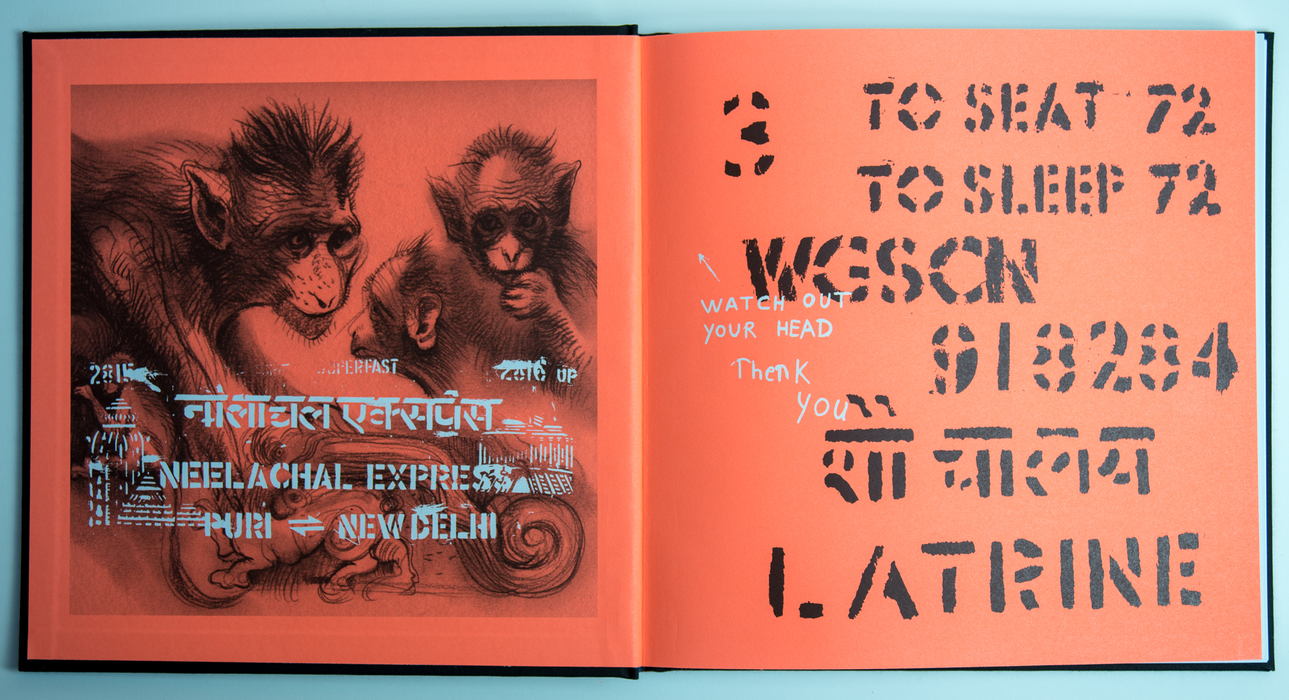 2815 SUPERFAST 2816 UP
नीलाचल एक्सप्रेस
NEELACHAL EXPRESS
PURI ⇌ NEW DELHI
3 TO SEAT 72
TO SLEEP 72
WGSCN
WATCH OUT
YOUR HEAD
Thenk
you
शौचालय
LATRINE